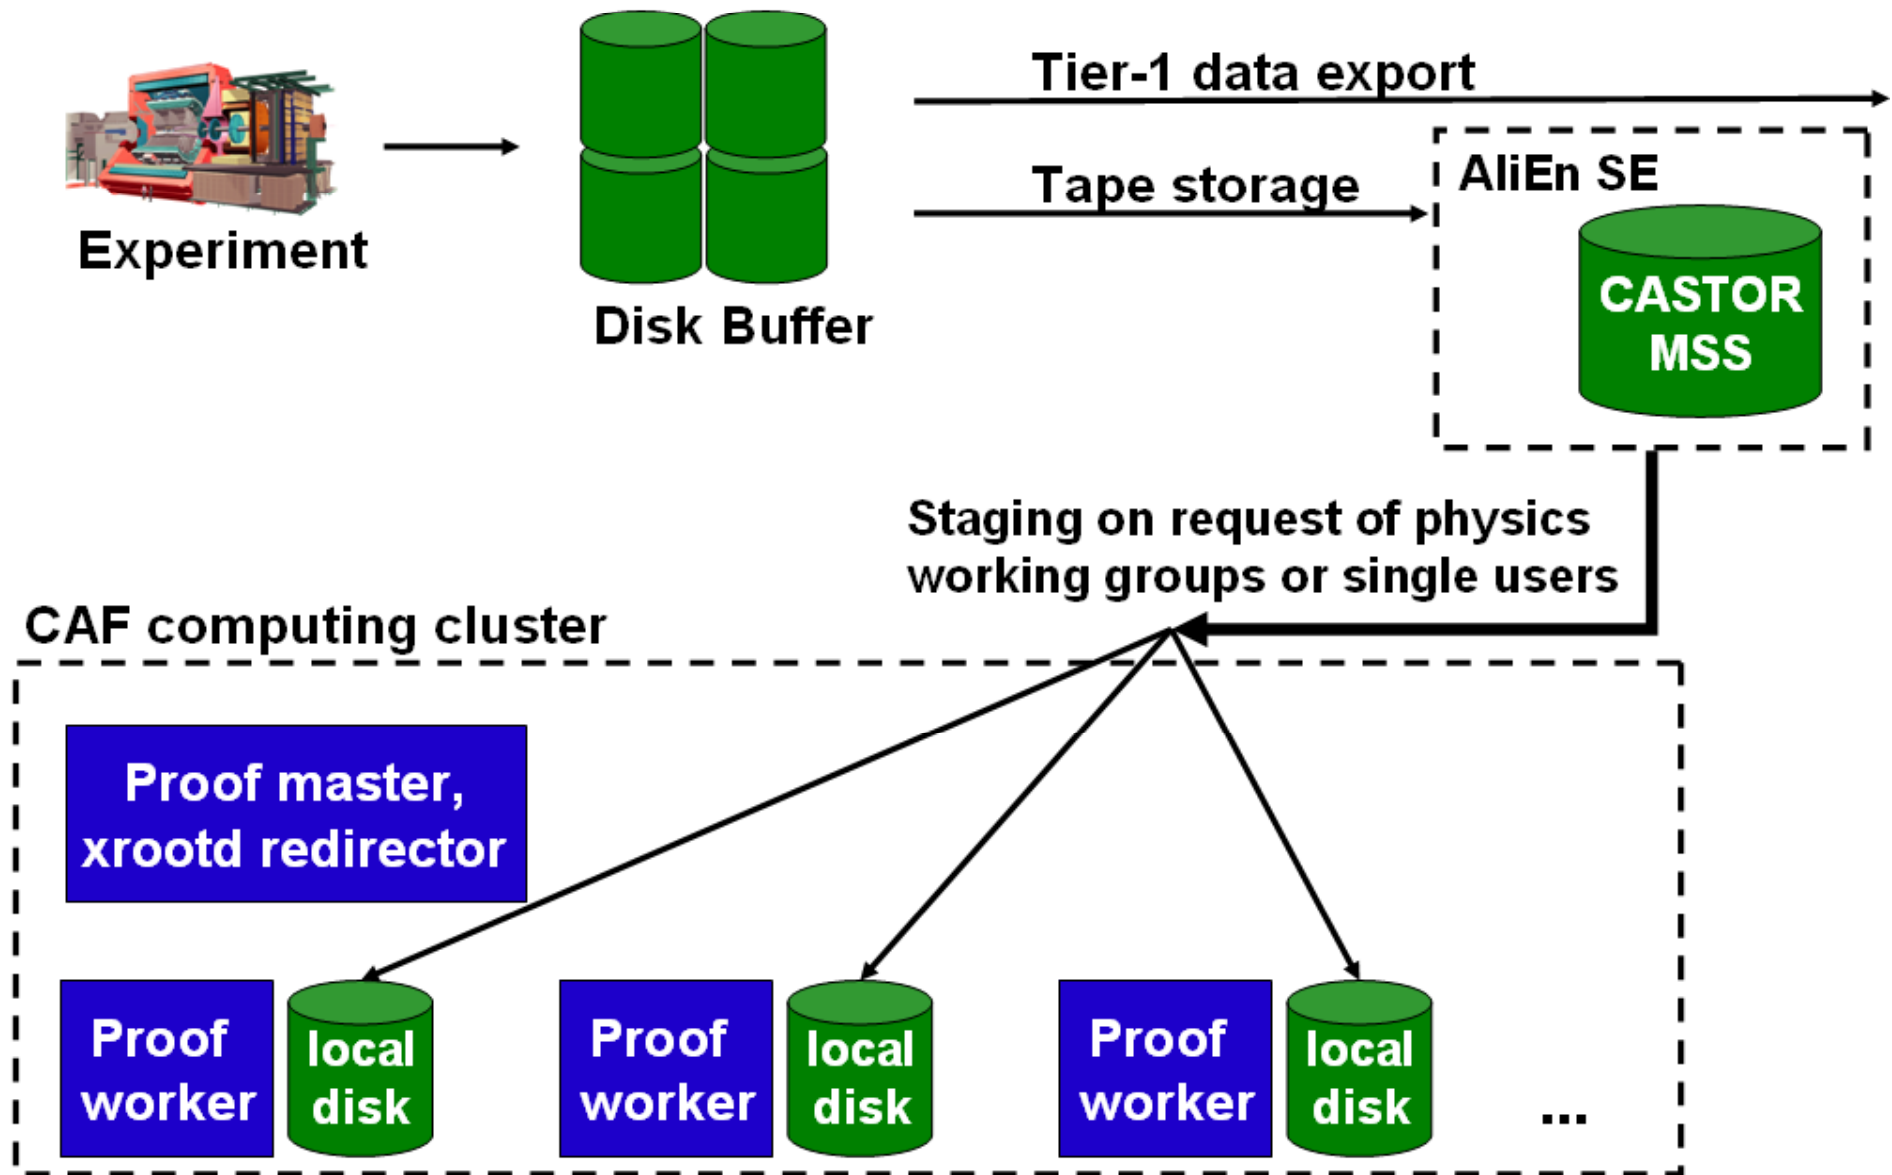 Tier-1 data export
Tape storage
AliEn SE
CASTOR
MSS
Experiment
Disk Buffer
Staging on request of physics
working groups or single users
CAF computing cluster
Proof master,
xrootd redirector
Proof
worker
local
disk
Proof
worker
local
disk
Proof
worker
local
disk
...